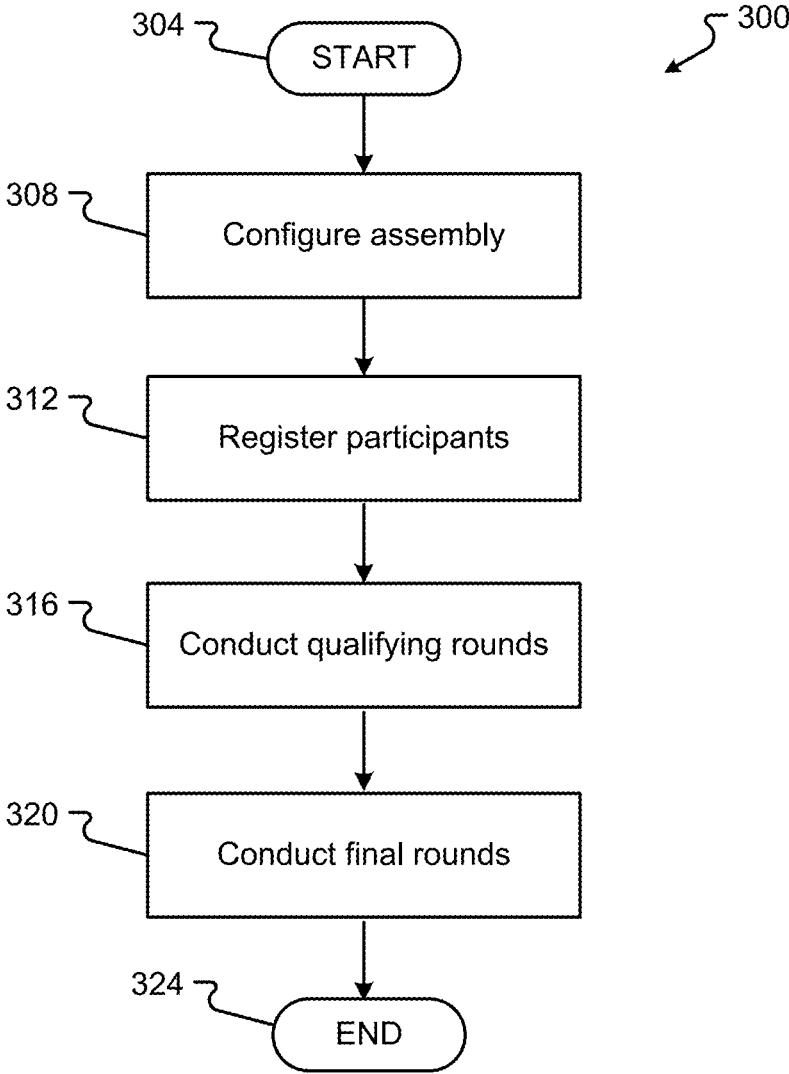 300
304
START
308
Configure assembly
312
Register participants
316
Conduct qualifying rounds
320
Conduct final rounds
324
END